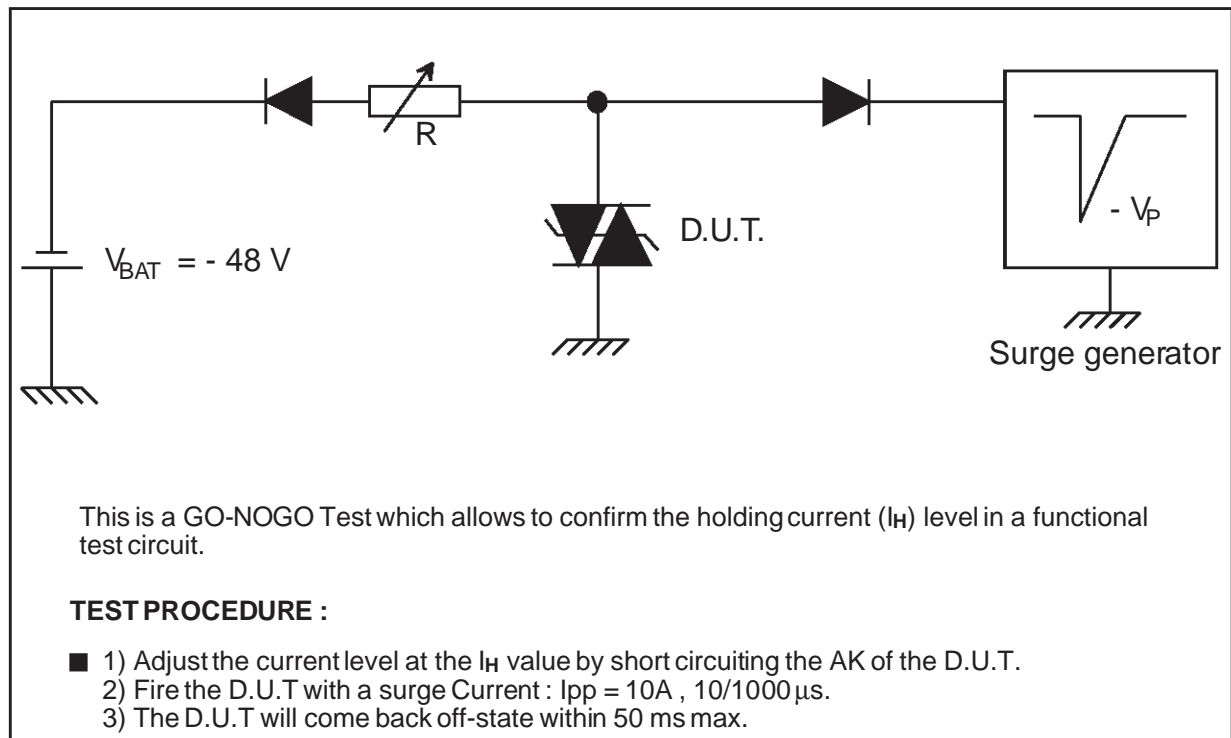 R
D.U.T.
- VP
VBAT = - 48 V
Surge generator
This is a GO-NOGO Test which allows to confirm the holding current (IH) level in a functional
test circuit.
TEST PROCEDURE :
■ 1) Adjust the current level at the IH value by short circuiting the AK of the D.U.T.
2) Fire the D.U.T with a surge Current : Ipp = 10A , 10/1000 µs.
3) The D.U.T will come back off-state within 50 ms max.